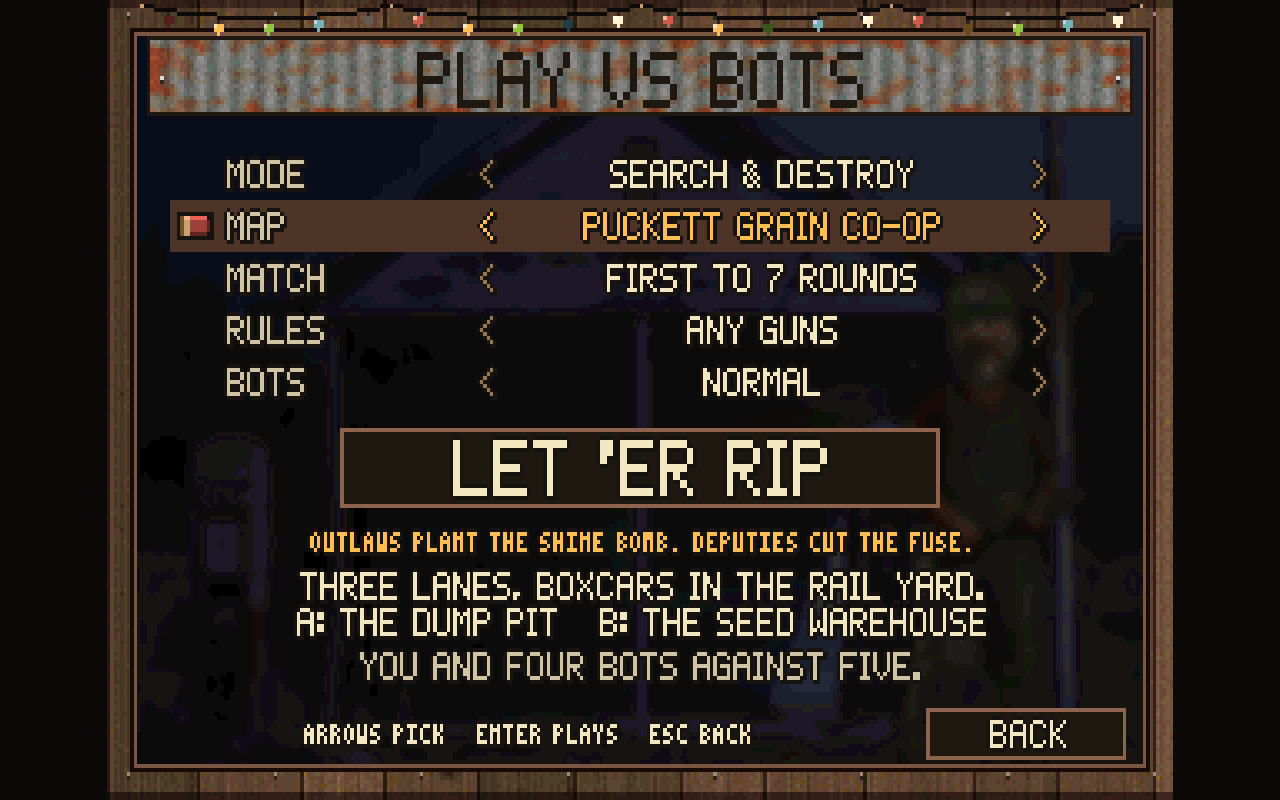 PLAY VS BOTS
MODE < SEARCH & DESTROY >
MAP < PUCKETT GRAIN CO-OP >
MATCH < FIRST TO 7 ROUNDS >
RULES < ANY GUNS >
BOTS < NORMAL >
LET 'ER RIP
OUTLAWS PLANT THE SHINE BOMB. DEPUTIES CUT THE FUSE.
THREE LANES, BOXCARS IN THE RAIL YARD.
A: THE DUMP PIT B: THE SEED WAREHOUSE
YOU AND FOUR BOTS AGAINST FIVE.
ARROWS PICK ENTER PLAYS ESC BACK
BACK